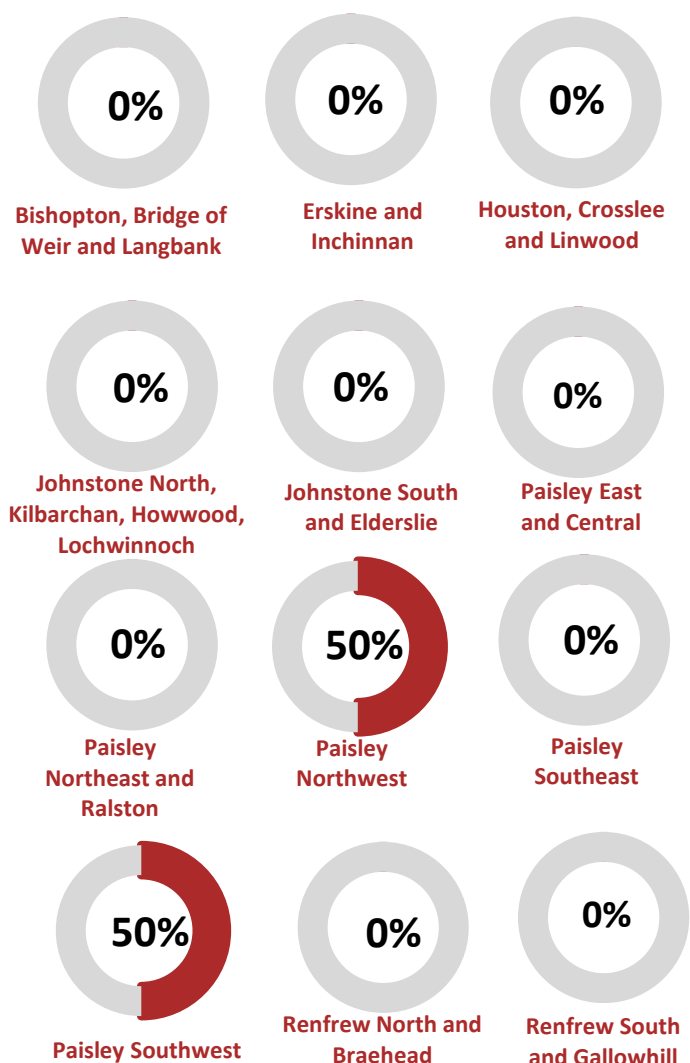 0%
0%
0%
Bishopton, Bridge of
Weir and Langbank
Erskine and
Inchinnan
Houston, Crosslee
and Linwood
0%
0%
0%
Johnstone North,
Kilbarchan, Howwood,
Lochwinnoch
Johnstone South
and Elderslie
Paisley East
and Central
0%
50%
0%
Paisley
Northeast and
Ralston
Paisley
Northwest
Paisley
Southeast
50%
0%
0%
Paisley Southwest
Renfrew North and
Braehead
Renfrew South
and Gallowhill